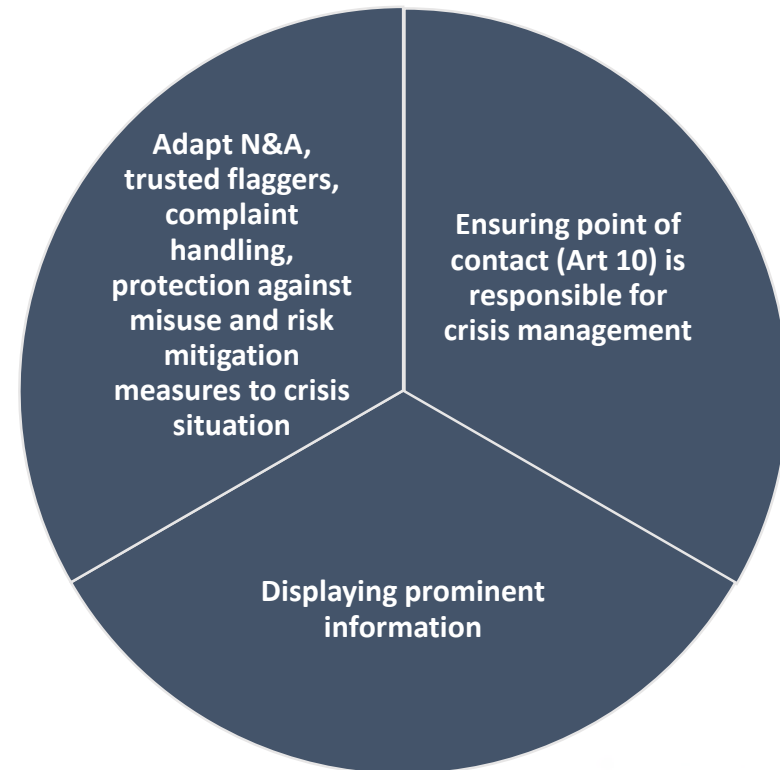 Adapt N&A,
trusted flaggers,
complaint
handling,
protection against
misuse and risk
mitigation
measures to crisis
situation
Ensuring point of
contact (Art 10) is
responsible for
crisis management
Displaying prominent
information